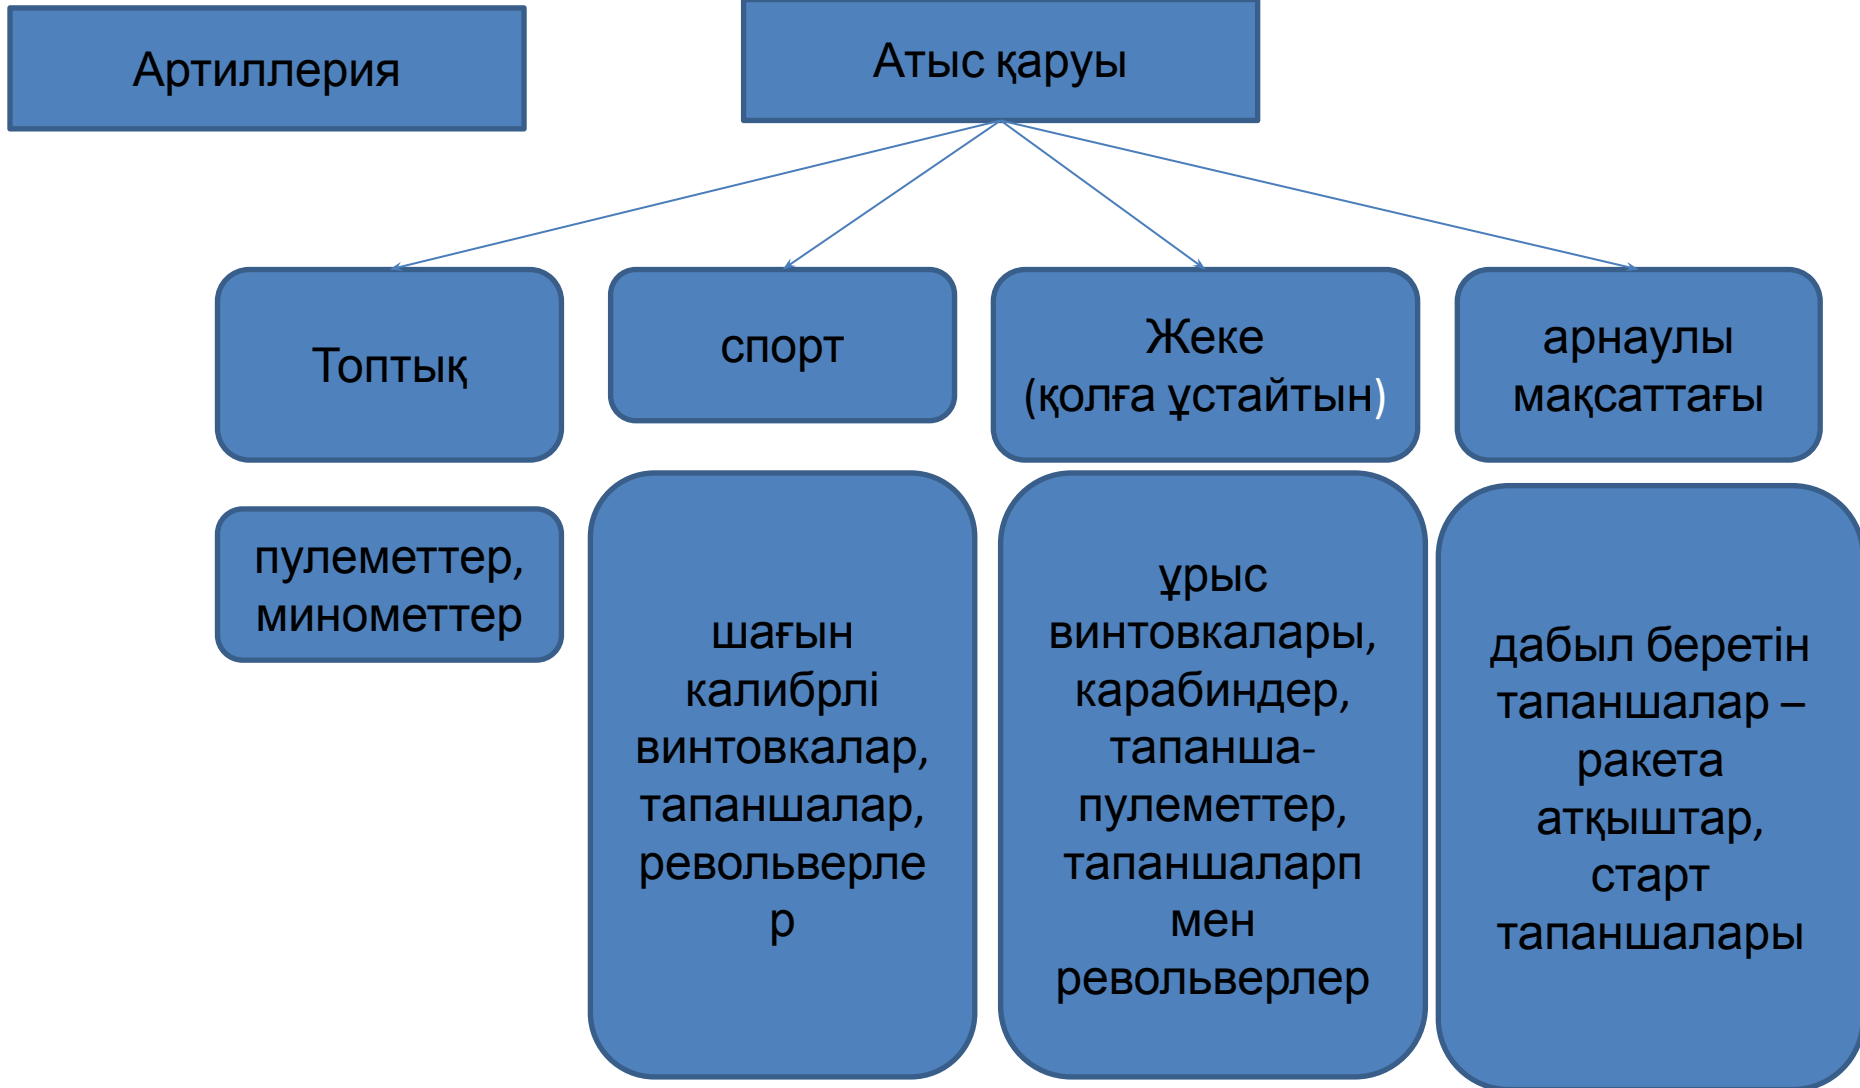 Артиллерия
Атыс қаруы
Топтық
спорт
Жеке
(қолға ұстайтын)
арнаулы
мақсаттағы
пулеметтер,
минометтер
шағын
калибрлі
винтовкалар,
тапаншалар,
револьверле
р
ұрыс
винтовкалары,
карабиндер,
тапанша-
пулеметтер,
тапаншаларп
мен
револьверлер
дабыл беретін
тапаншалар –
ракета
атқыштар,
старт
тапаншалары